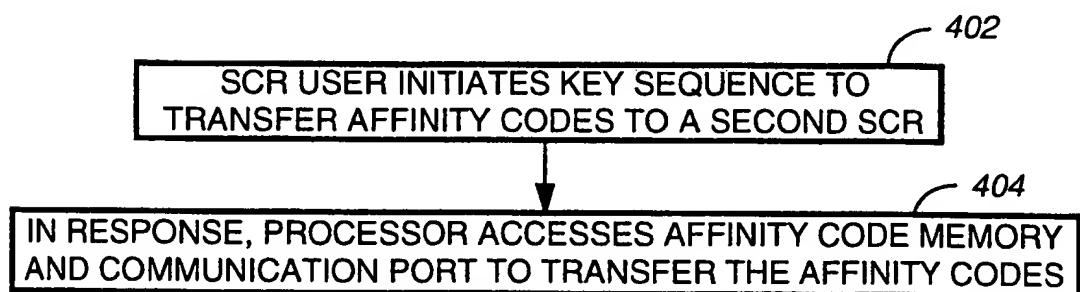 402
SCR USER INITIATES KEY SEQUENCE TO
TRANSFER AFFINITY CODES TO A SECOND SCR
404
IN RESPONSE, PROCESSOR ACCESSES AFFINITY CODE MEMORY
AND COMMUNICATION PORT TO TRANSFER THE AFFINITY CODES